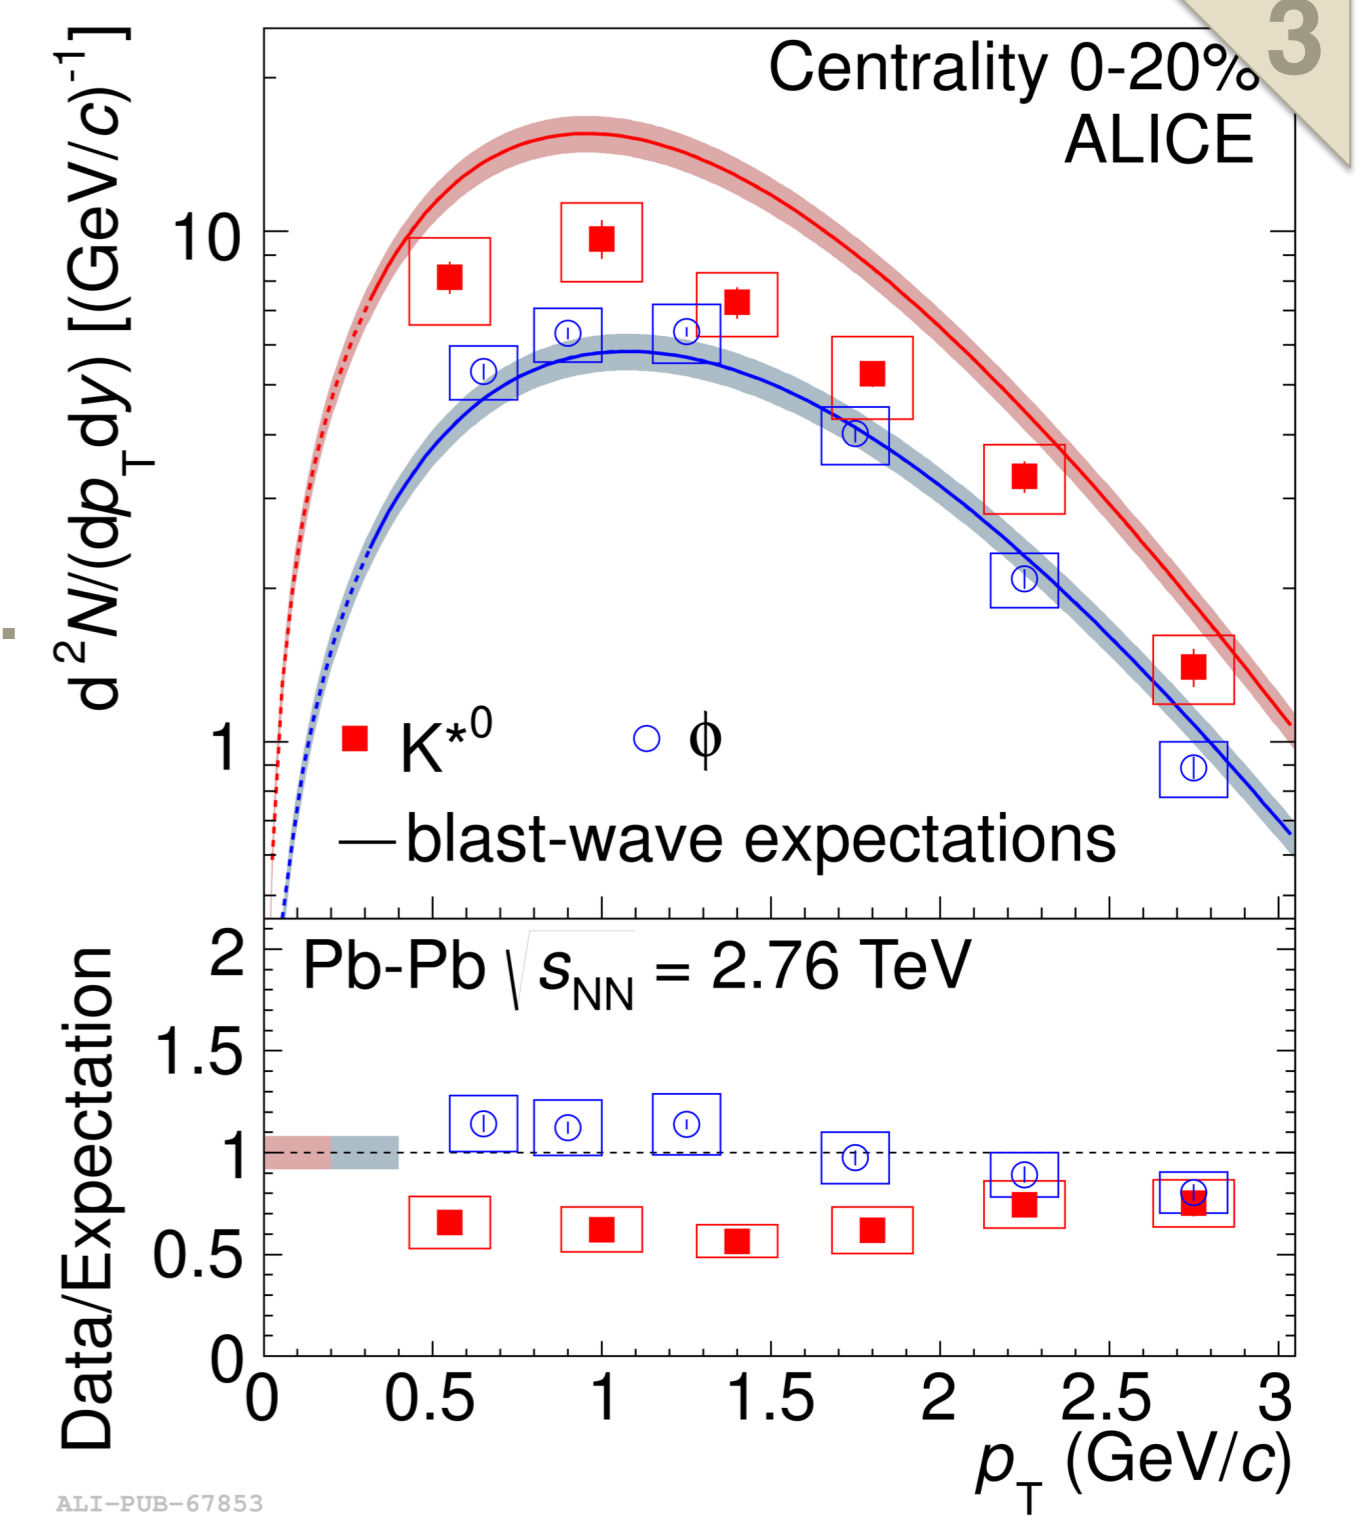 3
Centrality 0-20%
ALICE
d²N/(dp_T dy) [(GeV/c)⁻¹]
10
1
K*⁰ ϕ
blast-wave expectations
Pb-Pb √s_NN = 2.76 TeV
Data/Expectation
2
1.5
1
0.5
0
0 0.5 1 1.5 2 2.5 3
p_T (GeV/c)
ALI-PUB-67853